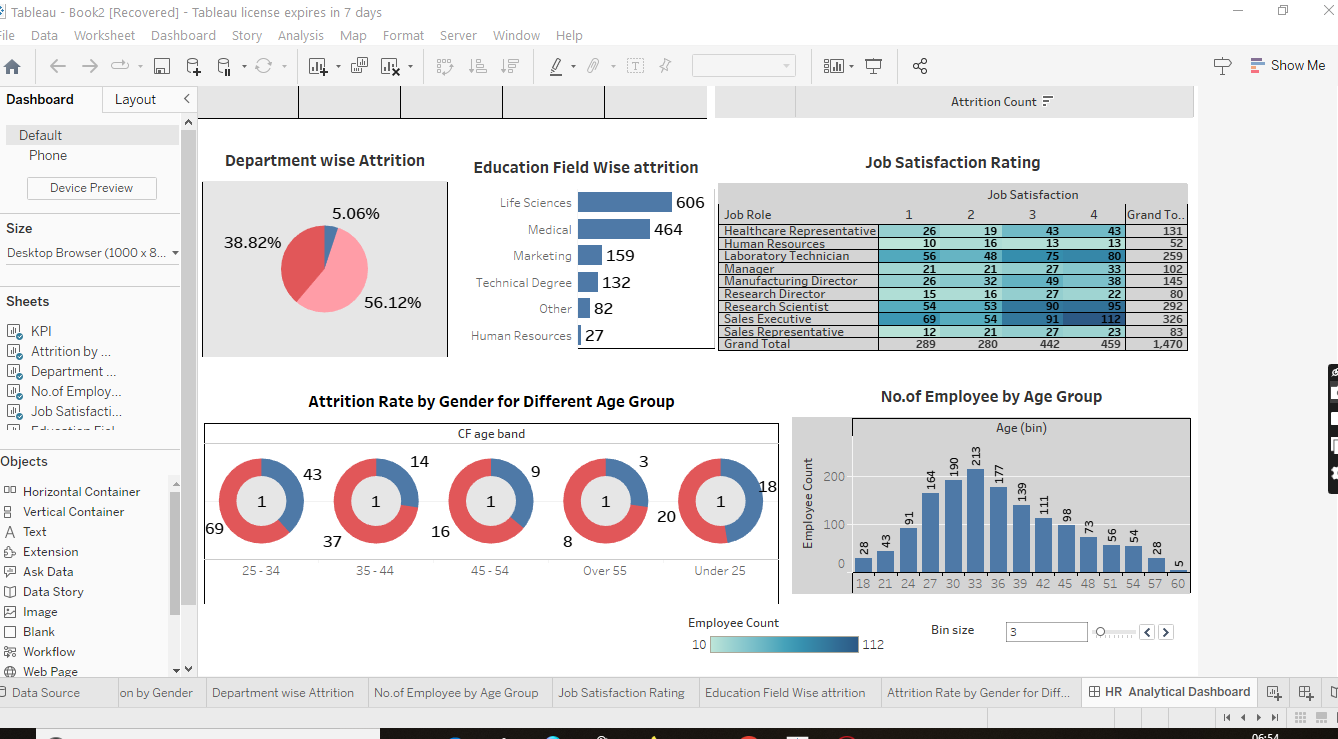 Tableau - Book2 [Recovered] - Tableau license expires in 7 days
File Data Worksheet Dashboard Story Analysis Map Format Server Window Help
Show Me
Dashboard Layout
Default
Phone
Device Preview
Size
Desktop Browser (1000 x 8...
Sheets
KPI
Attrition by ...
Department ...
No.of Employ...
Job Satisfacti...
Objects
Horizontal Container
Vertical Container
Text
Extension
Ask Data
Data Story
Image
Blank
Workflow
Web Page
Attrition Count
Department wise Attrition
5.06%
38.82%
56.12%
Education Field Wise attrition
Life Sciences 606
Medical 464
Marketing 159
Technical Degree 132
Other 82
Human Resources 27
Job Satisfaction Rating
Job Satisfaction
Job Role 1 2 3 4 Grand To..
Healthcare Representative 26 19 43 43 131
Human Resources 10 16 13 13 52
Laboratory Technician 56 48 75 80 259
Manager 21 21 27 33 102
Manufacturing Director 26 32 49 38 145
Research Director 15 16 27 22 80
Research Scientist 54 53 90 95 292
Sales Executive 69 54 91 112 326
Sales Representative 12 21 27 23 83
Grand Total 289 280 442 459 1,470
Attrition Rate by Gender for Different Age Group
CF age band
43 14 9 3 18
1 1 1 1 1
69 37 16 8 20
25 - 34 35 - 44 45 - 54 Over 55 Under 25
No.of Employee by Age Group
Age (bin)
Employee Count
200
100
0
28 43 91 164 190 213 177 139 111 98 73 56 54 28 5
18 21 24 27 30 33 36 39 42 45 48 51 54 57 60
Employee Count
10 112
Bin size 3
Data Source on by Gender Department wise Attrition No.of Employee by Age Group Job Satisfaction Rating Education Field Wise attrition Attrition Rate by Gender for Diff... HR Analytical Dashboard